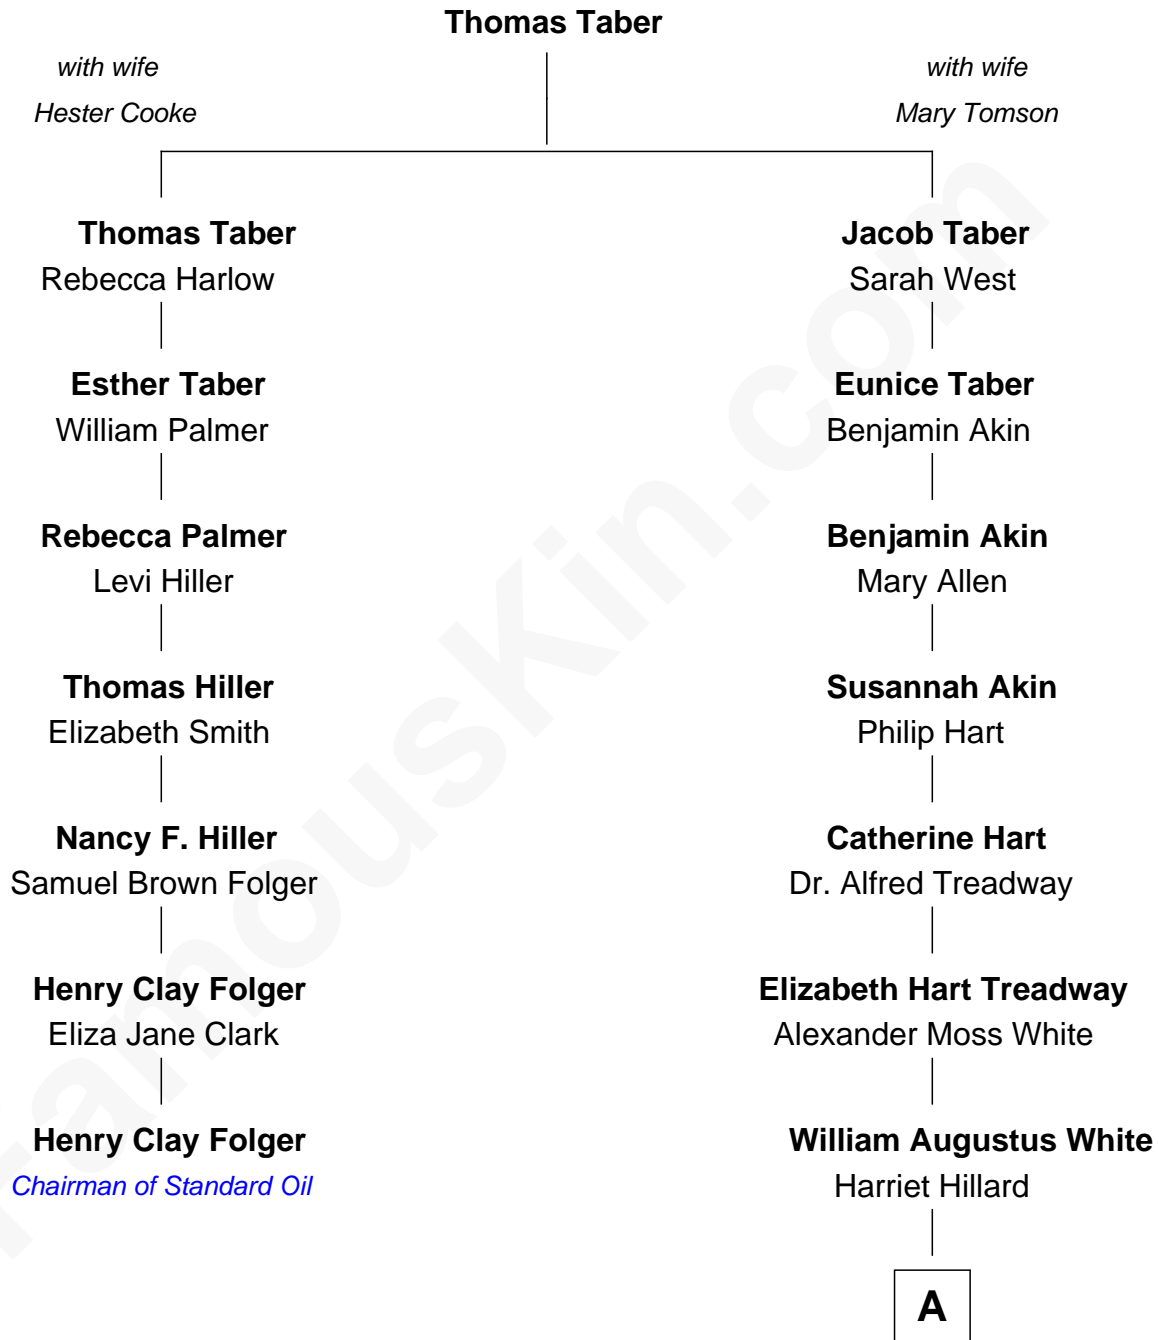 Thomas Taber
with wife
Hester Cooke
with wife
Mary Tomson
Thomas Taber
Rebecca Harlow
Jacob Taber
Sarah West
Esther Taber
William Palmer
Eunice Taber
Benjamin Akin
Rebecca Palmer
Levi Hiller
Benjamin Akin
Mary Allen
Thomas Hiller
Elizabeth Smith
Susannah Akin
Philip Hart
Nancy F. Hiller
Samuel Brown Folger
Catherine Hart
Dr. Alfred Treadway
Henry Clay Folger
Eliza Jane Clark
Elizabeth Hart Treadway
Alexander Moss White
Henry Clay Folger
Chairman of Standard Oil
William Augustus White
Harriet Hillard
A
FamousKin.com